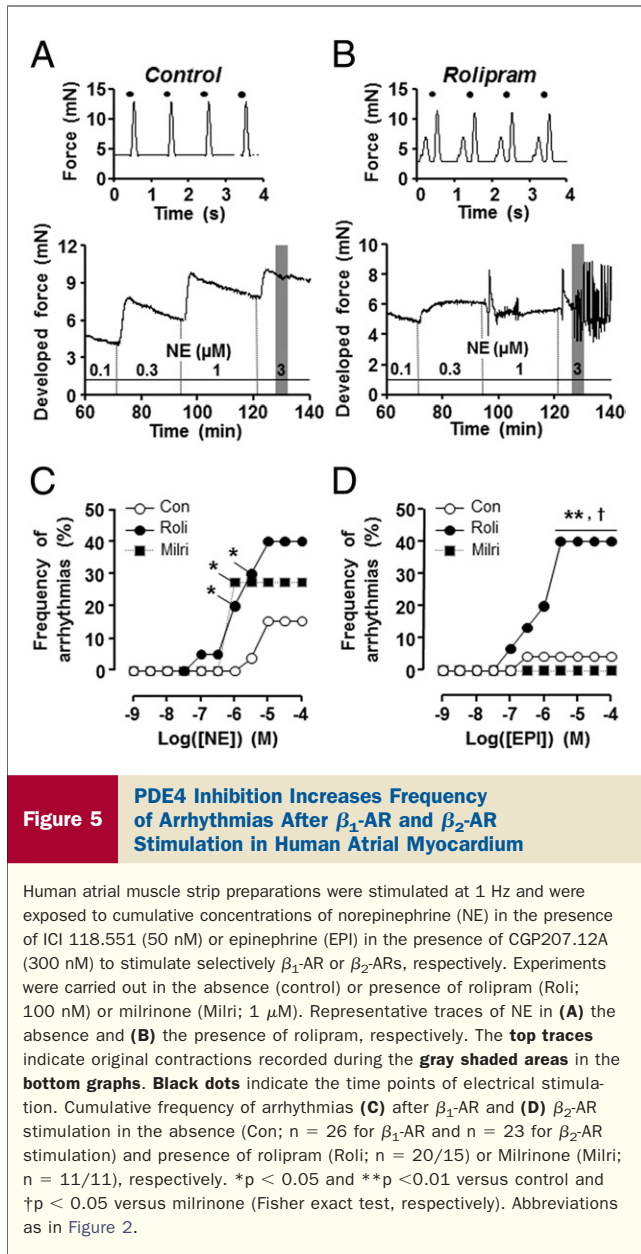 A
Control
Force (mN)
15
10
5
0
0 1 2 3 4
Time (s)
B
Rolipram
Force (mN)
15
10
5
0
0 1 2 3 4
Time (s)
Developed force (mN)
12
9
6
3
0
NE (µM)
0.1 0.3 1 3
60 80 100 120 140
Time (min)
Developed force (mN)
10
8
6
4
2
0
NE (µM)
0.1 0.3 1 3
60 80 100 120 140
Time (min)
C
Frequency of
arrhythmias (%)
50
40
30
20
10
0
Con
Roli
Milri
* * *
-9 -8 -7 -6 -5 -4
Log([NE]) (M)
D
Frequency of
arrhythmias (%)
50
40
30
20
10
0
Con
Roli
Milri
**, †
-9 -8 -7 -6 -5 -4
Log([EPI]) (M)
Figure 5
PDE4 Inhibition Increases Frequency
of Arrhythmias After β1-AR and β2-AR
Stimulation in Human Atrial Myocardium
Human atrial muscle strip preparations were stimulated at 1 Hz and were
exposed to cumulative concentrations of norepinephrine (NE) in the presence
of ICI 118.551 (50 nM) or epinephrine (EPI) in the presence of CGP207.12A
(300 nM) to stimulate selectively β1-AR or β2-ARs, respectively. Experiments
were carried out in the absence (control) or presence of rolipram (Roli;
100 nM) or milrinone (Milri; 1 µM). Representative traces of NE in (A) the
absence and (B) the presence of rolipram, respectively. The top traces
indicate original contractions recorded during the gray shaded areas in the
bottom graphs. Black dots indicate the time points of electrical stimula-
tion. Cumulative frequency of arrhythmias (C) after β1-AR and (D) β2-AR
stimulation in the absence (Con; n = 26 for β1-AR and n = 23 for β2-AR
stimulation) and presence of rolipram (Roli; n = 20/15) or Milrinone (Milri;
n = 11/11), respectively. *p < 0.05 and **p <0.01 versus control and
†p < 0.05 versus milrinone (Fisher exact test, respectively). Abbreviations
as in Figure 2.